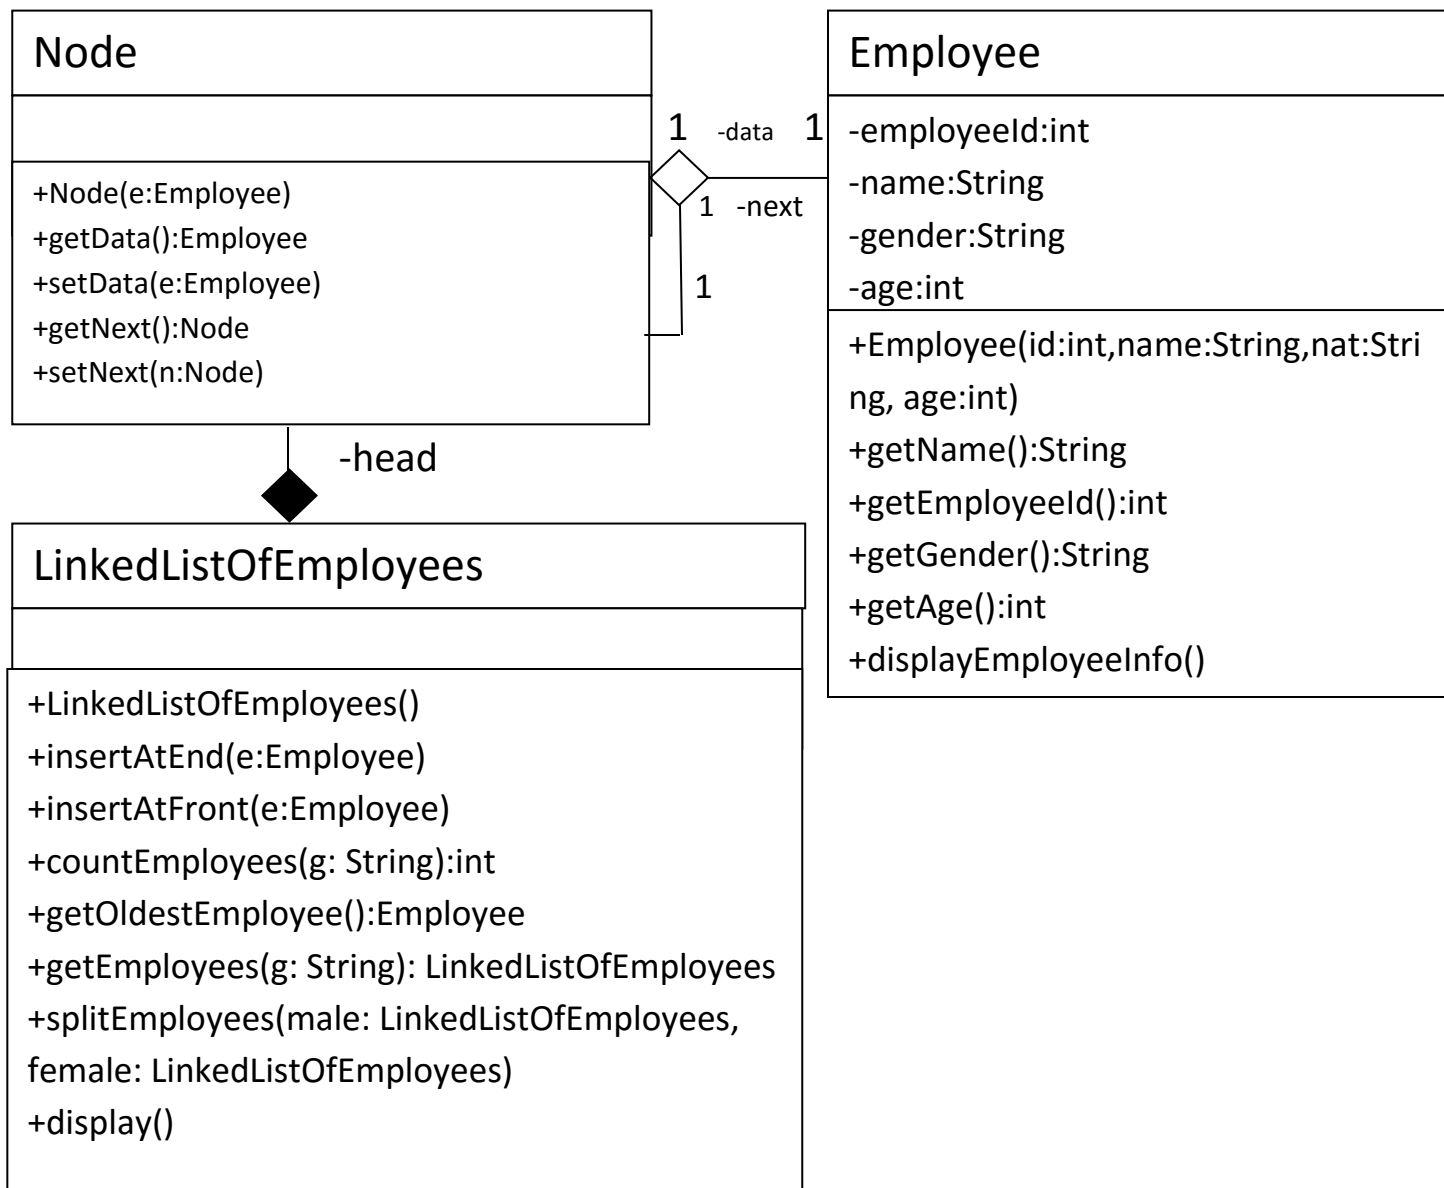 Node
+Node(e:Employee)
+getData():Employee
+setData(e:Employee)
+getNext():Node
+setNext(n:Node)
1 -data 1
1 -next
1
Employee
-employeeId:int
-name:String
-gender:String
-age:int
+Employee(id:int,name:String,nat:Stri
ng, age:int)
+getName():String
+getEmployeeId():int
+getGender():String
+getAge():int
+displayEmployeeInfo()
-head
LinkedListOfEmployees
+LinkedListOfEmployees()
+insertAtEnd(e:Employee)
+insertAtFront(e:Employee)
+countEmployees(g: String):int
+getOldestEmployee():Employee
+getEmployees(g: String): LinkedListOfEmployees
+splitEmployees(male: LinkedListOfEmployees,
female: LinkedListOfEmployees)
+display()